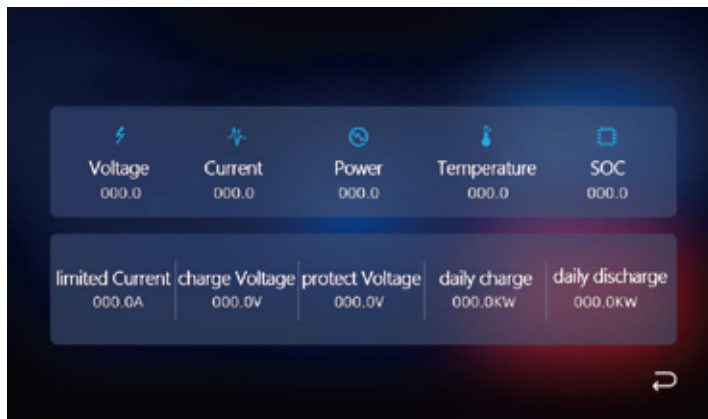 Voltage Current Power Temperature SOC
000.0 000.0 000.0 000.0 000.0
limited Current charge Voltage protect Voltage daily charge daily discharge
000.0A 000.0V 000.0V 000.0KW 000.0KW